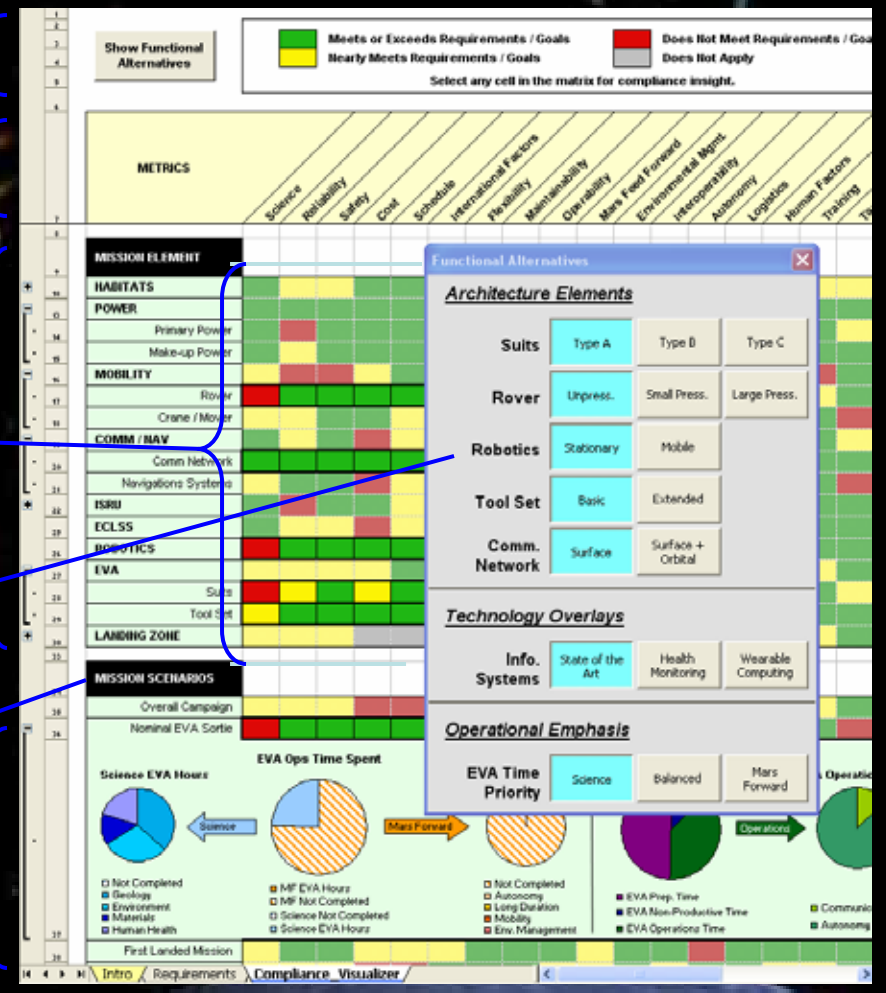 Show Functional
Alternatives
Meets or Exceeds Requirements / Goals
Does Not Meet Requirements / Goa
Nearly Meets Requirements / Goals
Does Not Apply
Select any cell in the matrix for compliance insight.
METRICS
Science
Reliability
Safety
Cost
Schedule
International Factors
Flexibility
Maintainability
Operability
Mars Feed Forward
Environmental Mgmt.
Interoperability
Autonomy
Logistics
Human Factors
Training
MISSION ELEMENT
HABITATS
POWER
Primary Power
Make-up Power
MOBILITY
Rover
Crane / Mover
COMM / NAV
Comm Network
Navigations Systems
ISRU
ECLSS
ROBOTICS
EVA
Suits
Tool Set
LANDING ZONE
MISSION SCENARIOS
Overall Campaign
Nominal EVA Sortie
Functional Alternatives
Architecture Elements
Suits Type A Type B Type C
Rover Unpress. Small Press. Large Press.
Robotics Stationary Mobile
Tool Set Basic Extended
Comm.
Network
Surface
Surface +
Orbital
Technology Overlays
Info.
Systems
State of the
Art
Health
Monitoring
Wearable
Computing
Operational Emphasis
EVA Time
Priority
Science
Balanced
Mars
Forward
Science EVA Hours
EVA Ops Time Spent
s Operatio
Science
Mars Forward
Operations
Not Completed
Geology
Environment
Materials
Human Health
MF EVA Hours
MF Not Completed
Science Not Completed
Science EVA Hours
Not Completed
Autonomy
Long Duration
Mobility
Env. Management
EVA Prep. Time
EVA Non-Productive Time
EVA Operations Time
Communic
Autonomy
First Landed Mission
Intro
Requirements
Compliance_Visualizer